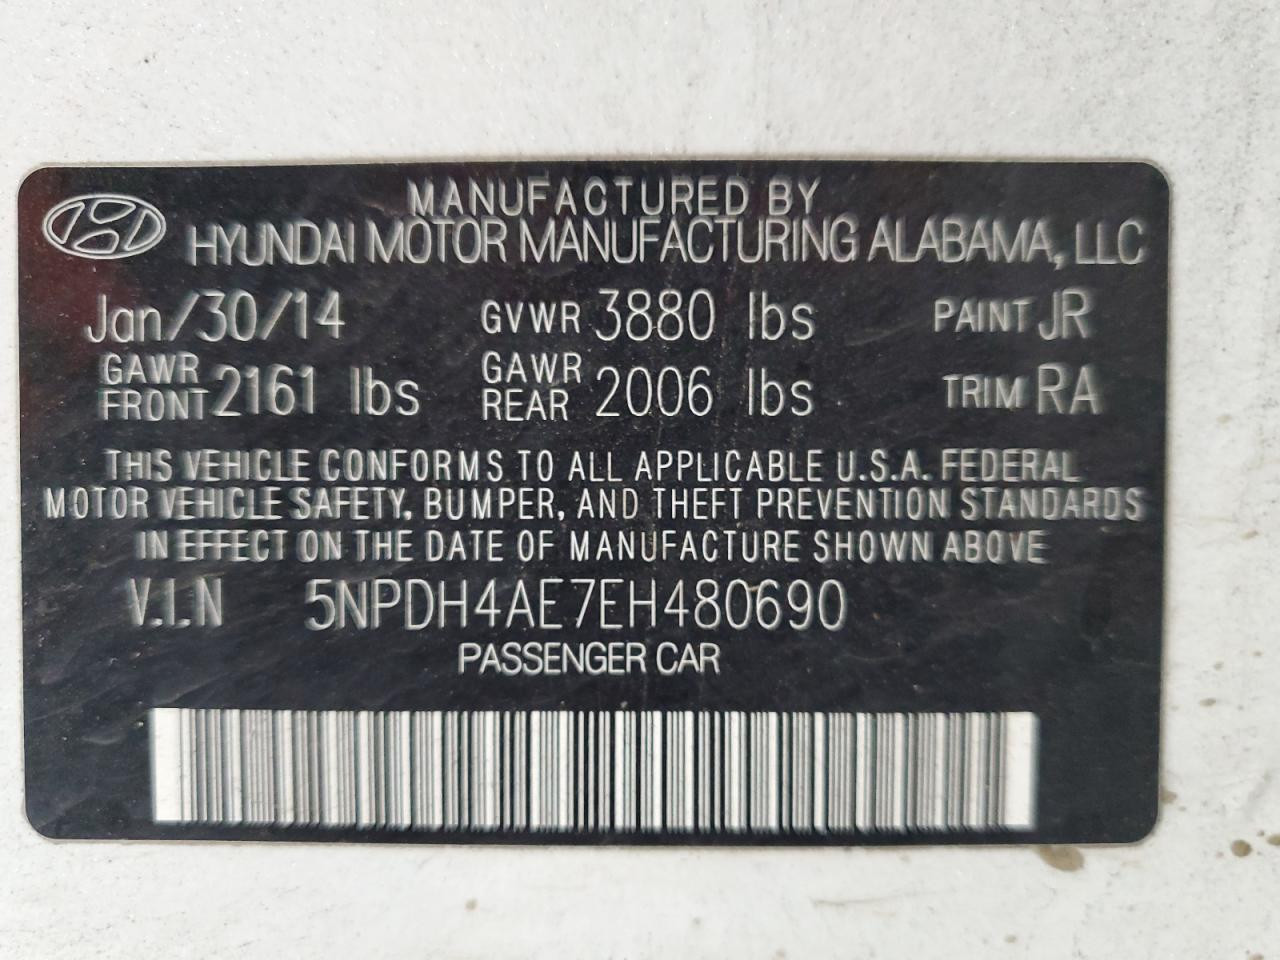 MANUFACTURED BY
HYUNDAI MOTOR MANUFACTURING ALABAMA, LLC
Jan/30/14 GVWR 3880 lbs PAINT JR
GAWR FRONT 2161 lbs GAWR REAR 2006 lbs TRIM RA
THIS VEHICLE CONFORMS TO ALL APPLICABLE U.S.A. FEDERAL
MOTOR VEHICLE SAFETY, BUMPER, AND THEFT PREVENTION STANDARDS
IN EFFECT ON THE DATE OF MANUFACTURE SHOWN ABOVE
V.I.N 5NPDH4AE7EH480690
PASSENGER CAR